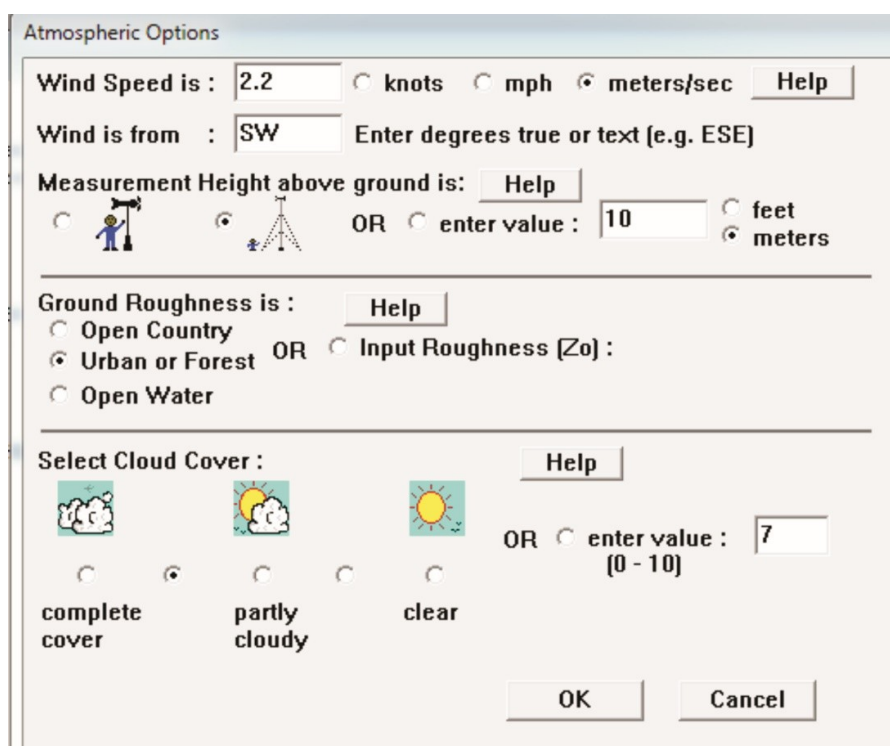 Atmospheric Options
Wind Speed is : 2.2 knots mph meters/sec Help
Wind is from : SW Enter degrees true or text (e.g. ESE)
Measurement Height above ground is: Help
OR enter value : 10 feet
meters
Ground Roughness is : Help
Open Country
Urban or Forest OR Input Roughness (Zo) :
Open Water
Select Cloud Cover : Help
OR enter value : 7
(0 - 10)
complete cover
partly cloudy
clear
OK Cancel